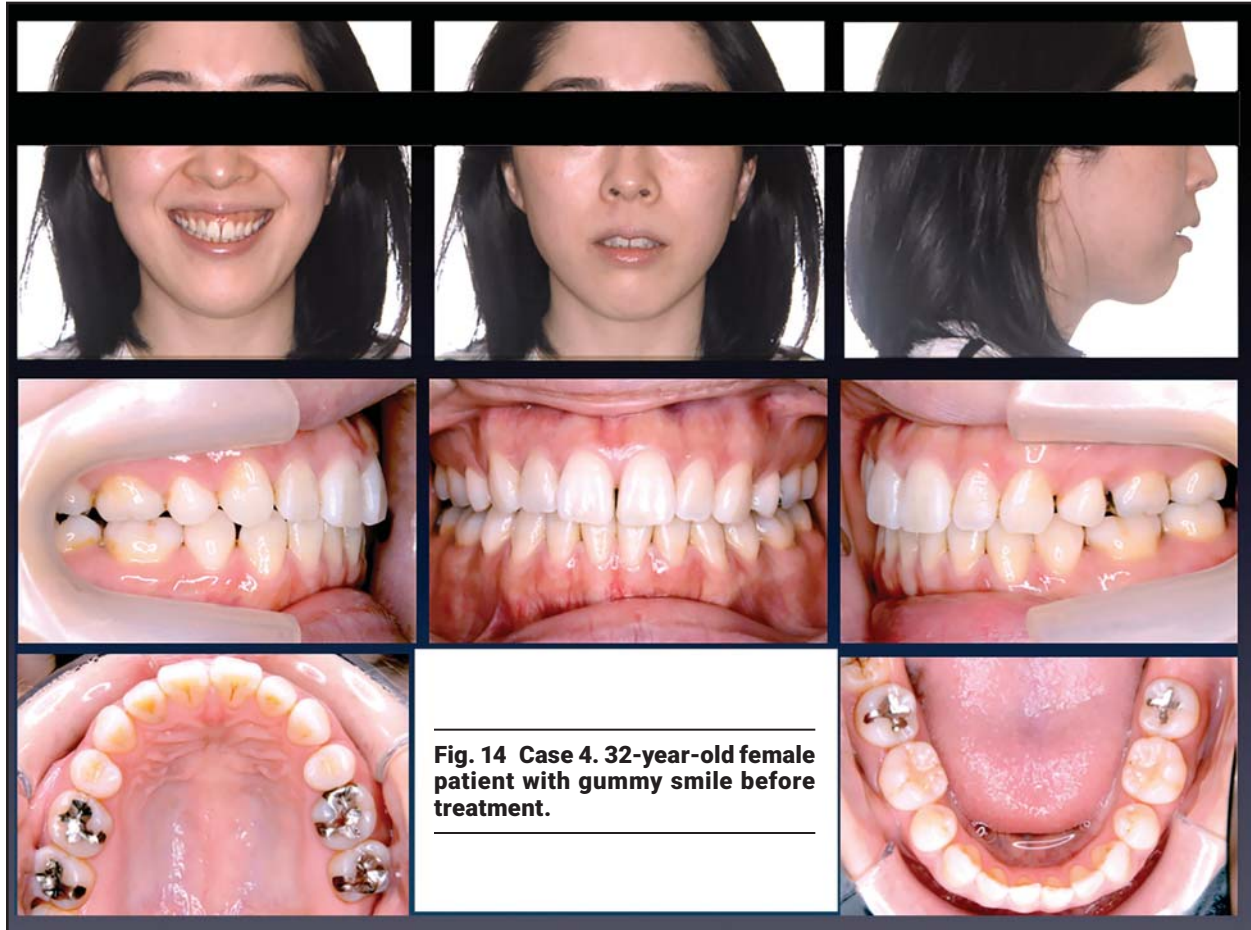 Fig. 14 Case 4. 32-year-old female
patient with gummy smile before
treatment.